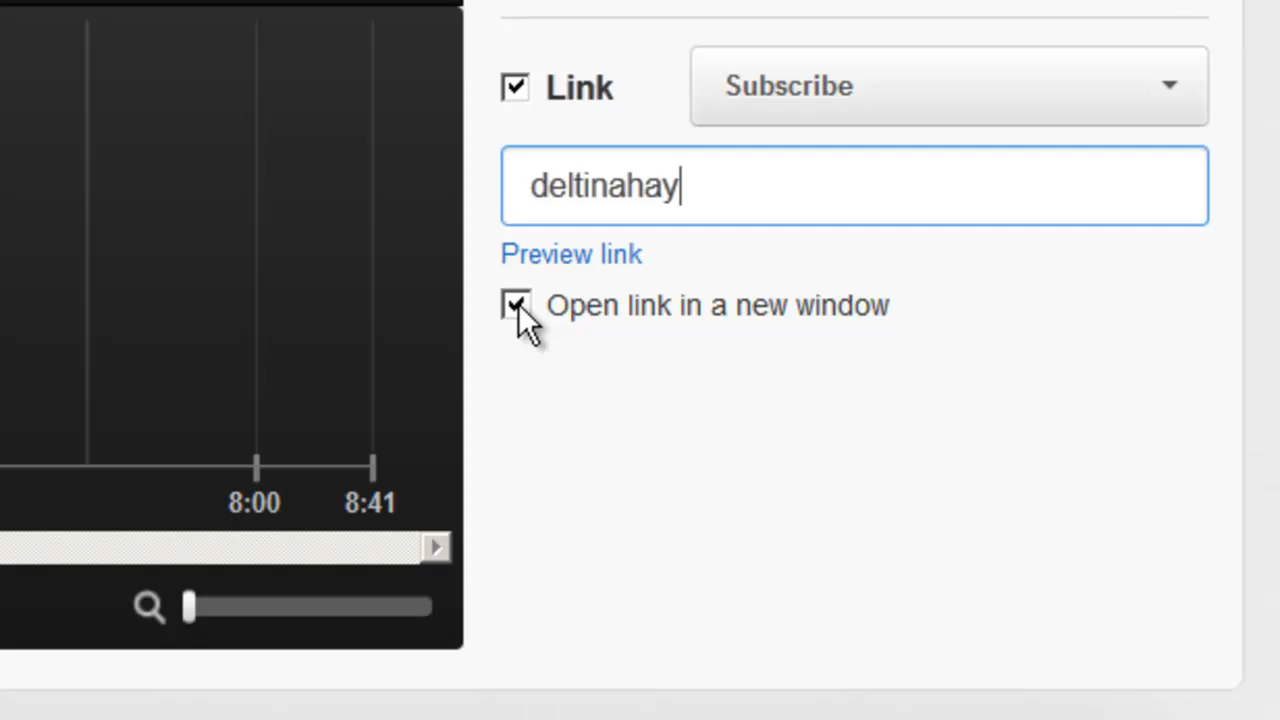 Link
Subscribe
deltinahay
Preview link
Open link in a new window
8:00
8:41